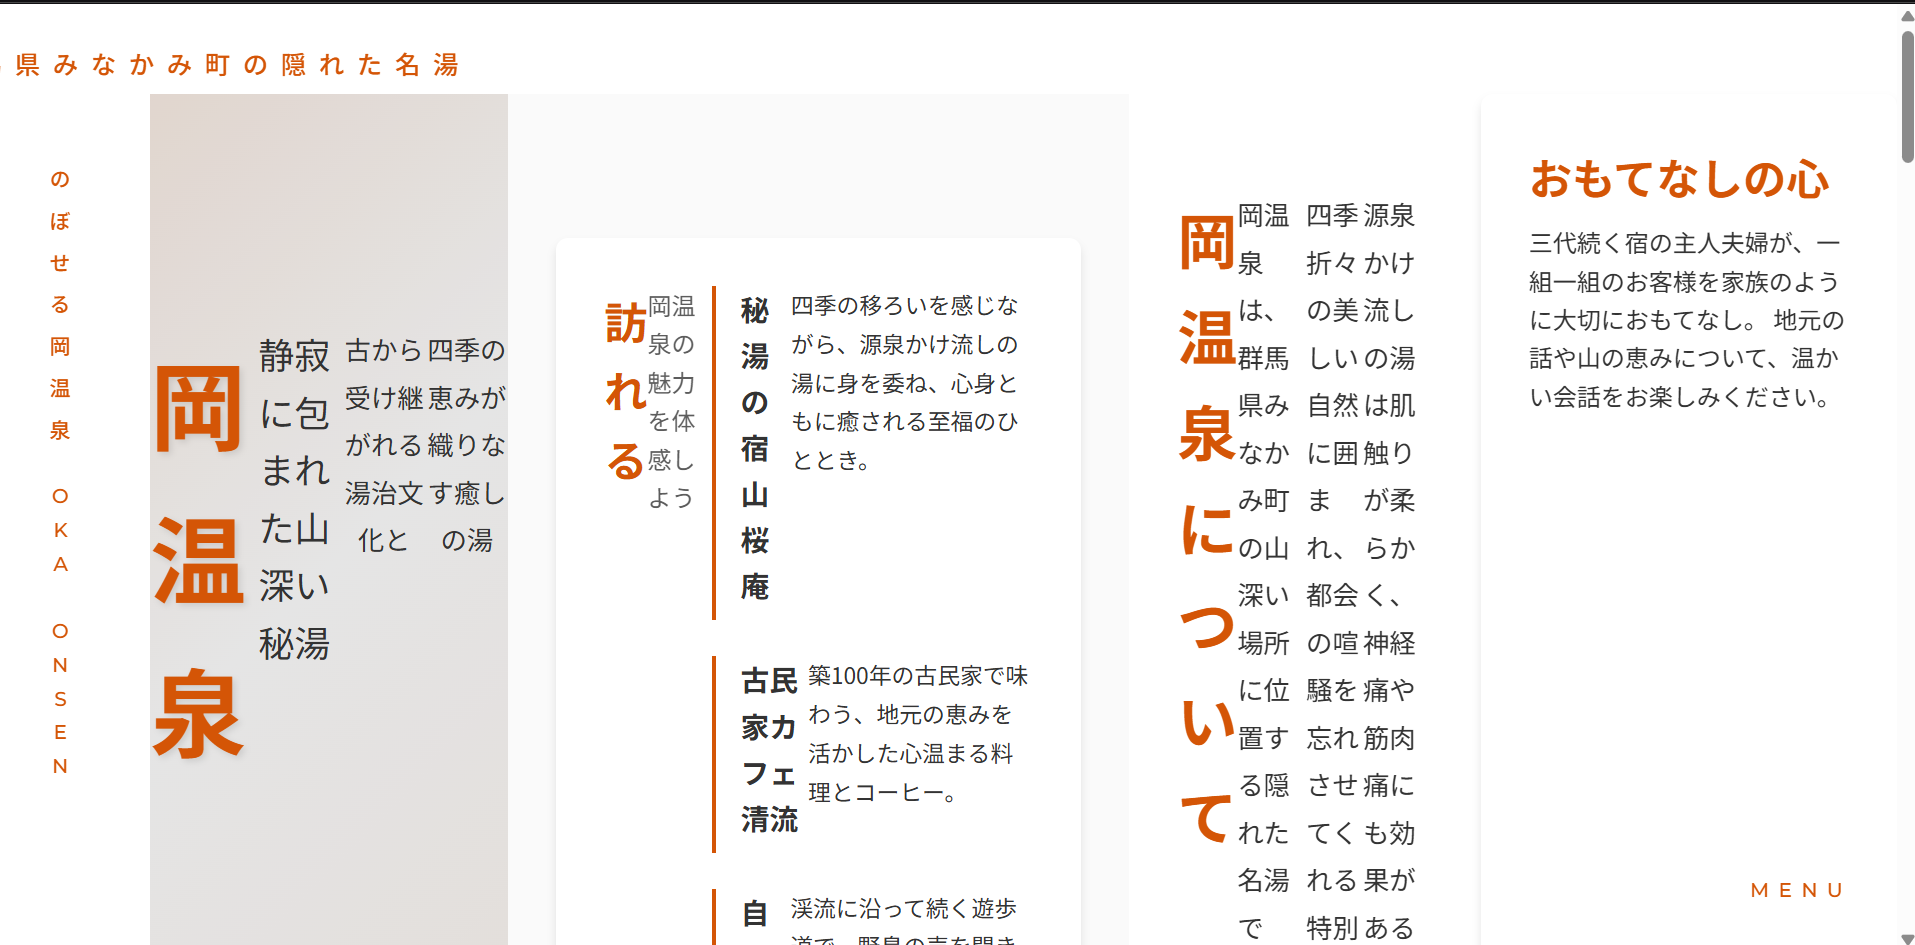 県みなかみ町の隠れた名湯
のぼせる岡温泉 OKA ONSEN
岡温泉
静寂
に包
まれ
た山
深い
秘湯
古から
受け継
がれる
湯治文
化と
四季の
恵みが
織りな
す癒し
の湯
訪れる
岡温
泉の
魅力
を体
感し
よう
秘湯の宿山桜庵
四季の移ろいを感じな
がら、源泉かけ流しの
湯に身を委ね、心身と
もに癒される至福のひ
ととき。
古民
家カ
フェ
清流
築100年の古民家で味
わう、地元の恵みを
活かした心温まる料
理とコーヒー。
自
渓流に沿って続く遊歩
岡温泉について
岡温
泉
は、
群馬
県み
なか
み町
の山
深い
場所
に位
置す
る隠
れた
名湯
で
四季
折々
の美
しい
自然
に囲
ま
れ、
都会
の喧
騒を
忘れ
させ
てく
れる
特別
源泉
かけ
流し
の湯
は肌
触り
が柔
らか
く、
神経
痛や
筋肉
痛に
も効
果が
ある
おもてなしの心
三代続く宿の主人夫婦が、一
組一組のお客様を家族のよう
に大切におもてなし。 地元の
話や山の恵みについて、温か
い会話をお楽しみください。
MENU